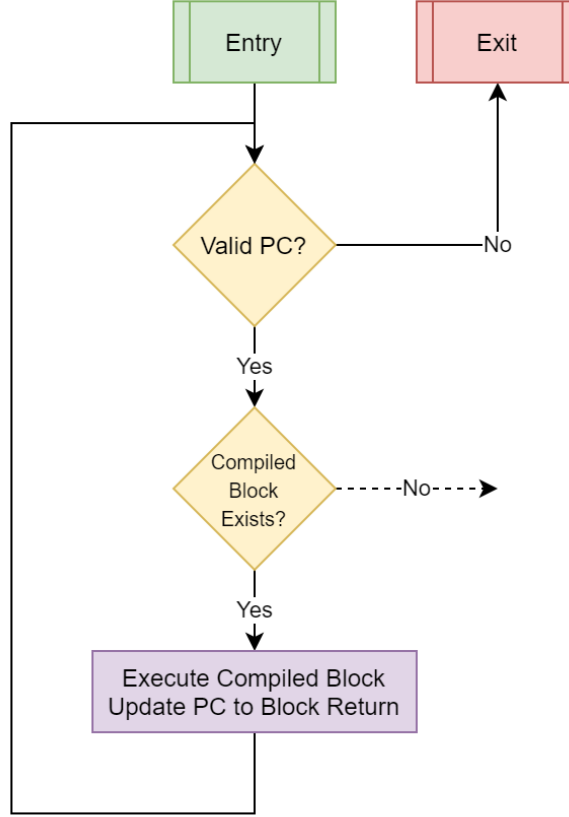 Entry
Exit
Valid PC?
No
Yes
Compiled
Block
Exists?
No
Yes
Execute Compiled Block
Update PC to Block Return